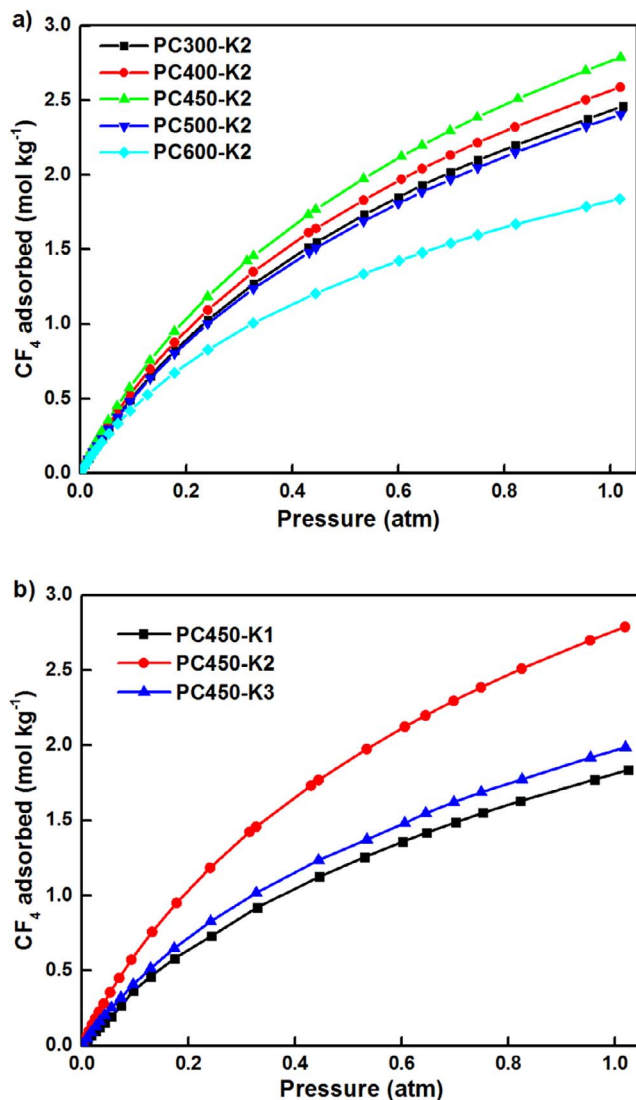 a)
3.0
2.5
2.0
1.5
1.0
0.5
0.0
CF₄ adsorbed (mol kg⁻¹)
PC300-K2
PC400-K2
PC450-K2
PC500-K2
PC600-K2
0.0 0.2 0.4 0.6 0.8 1.0
Pressure (atm)
b)
3.0
2.5
2.0
1.5
1.0
0.5
0.0
CF₄ adsorbed (mol kg⁻¹)
PC450-K1
PC450-K2
PC450-K3
0.0 0.2 0.4 0.6 0.8 1.0
Pressure (atm)